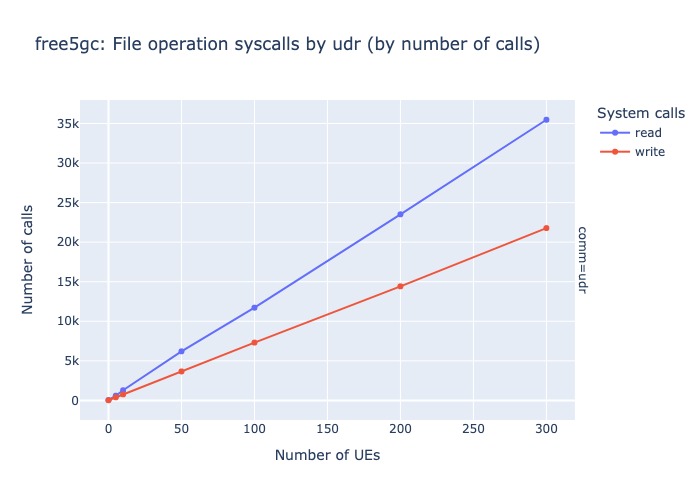 free5gc: File operation syscalls by udr (by number of calls)
System calls
read
write
35k
30k
25k
20k
15k
10k
5k
0
Number of calls
comm=udr
0 50 100 150 200 250 300
Number of UEs